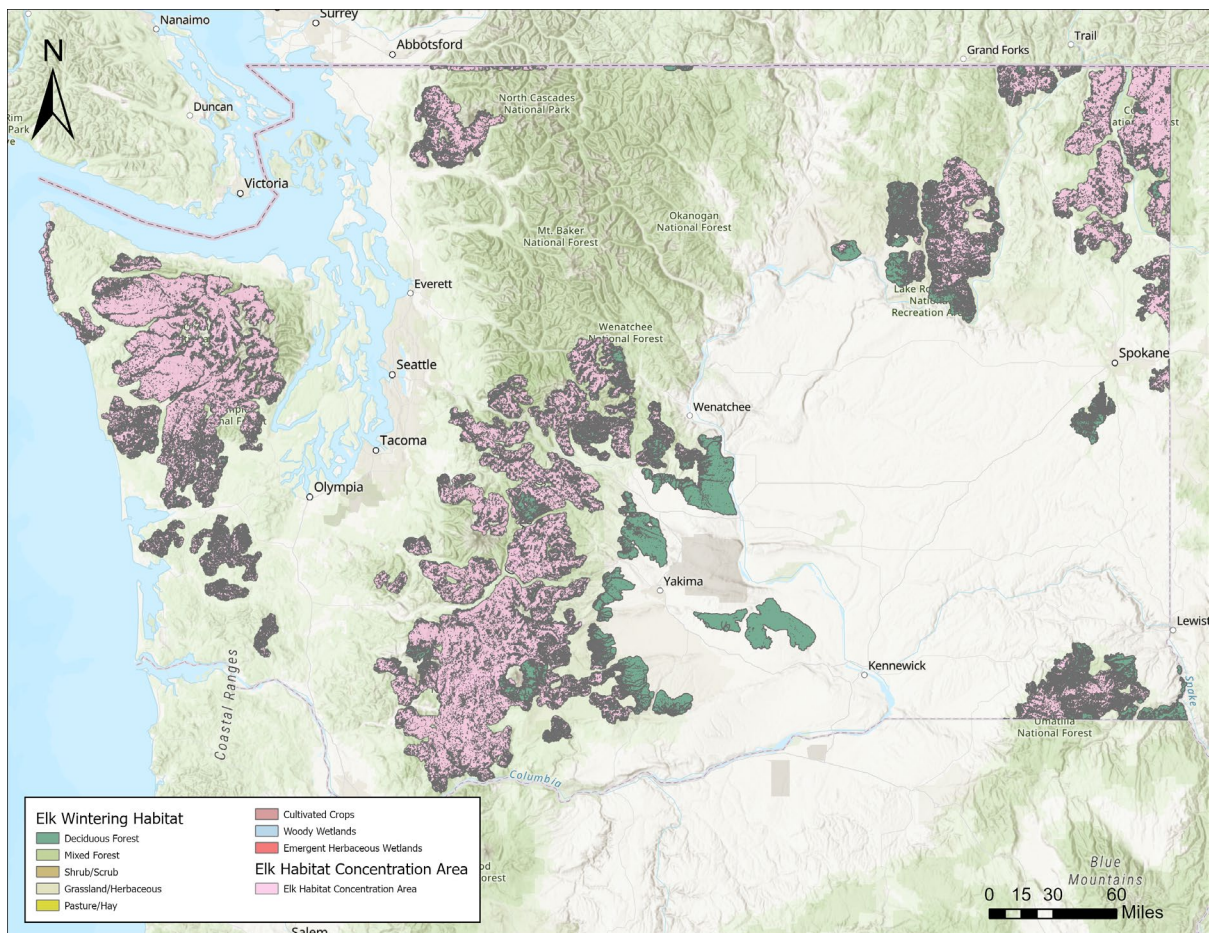 Nanaimo
Surrey
Abbotsford
Trail
Grand Forks
N
Duncan
North Cascades
National Park
Victoria
Mt. Baker
National Forest
Okanogan
National Forest
Everett
Lake Ro
Nation
Recreation Are
Seattle
Wenatchee
National Forest
Spokane
Wenatchee
Tacoma
Olympia
Yakima
Lewist
Kennewick
Snake
Coastal Ranges
Umatilla
National Forest
Columbia
Elk Wintering Habitat
Deciduous Forest
Mixed Forest
Shrub/Scrub
Grassland/Herbaceous
Pasture/Hay
Cultivated Crops
Woody Wetlands
Emergent Herbaceous Wetlands
Elk Habitat Concentration Area
Elk Habitat Concentration Area
Blue
Mountains
0 15 30 60
Miles
Salem